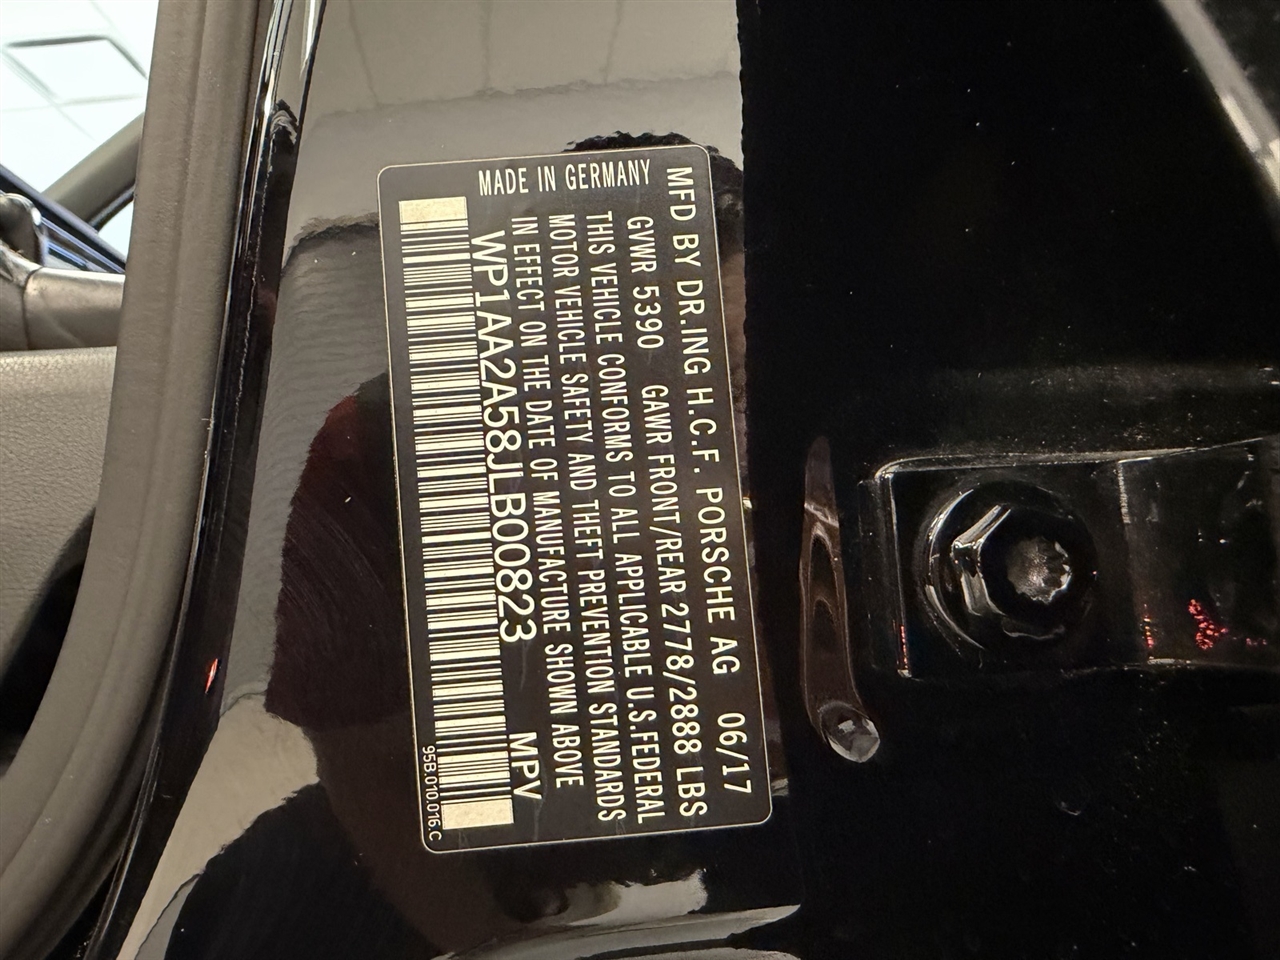 MFD BY DR.ING H.C.F. PORSCHE AG 06/17
GVWR 5390 GAWR FRONT/REAR 2778/2888 LBS
THIS VEHICLE CONFORMS TO ALL APPLICABLE U.S.FEDERAL
MOTOR VEHICLE SAFETY AND THEFT PREVENTION STANDARDS
IN EFFECT ON THE DATE OF MANUFACTURE SHOWN ABOVE
MADE IN GERMANY
WP1AA2A58JLB00823 MPV
95B.010.016.C